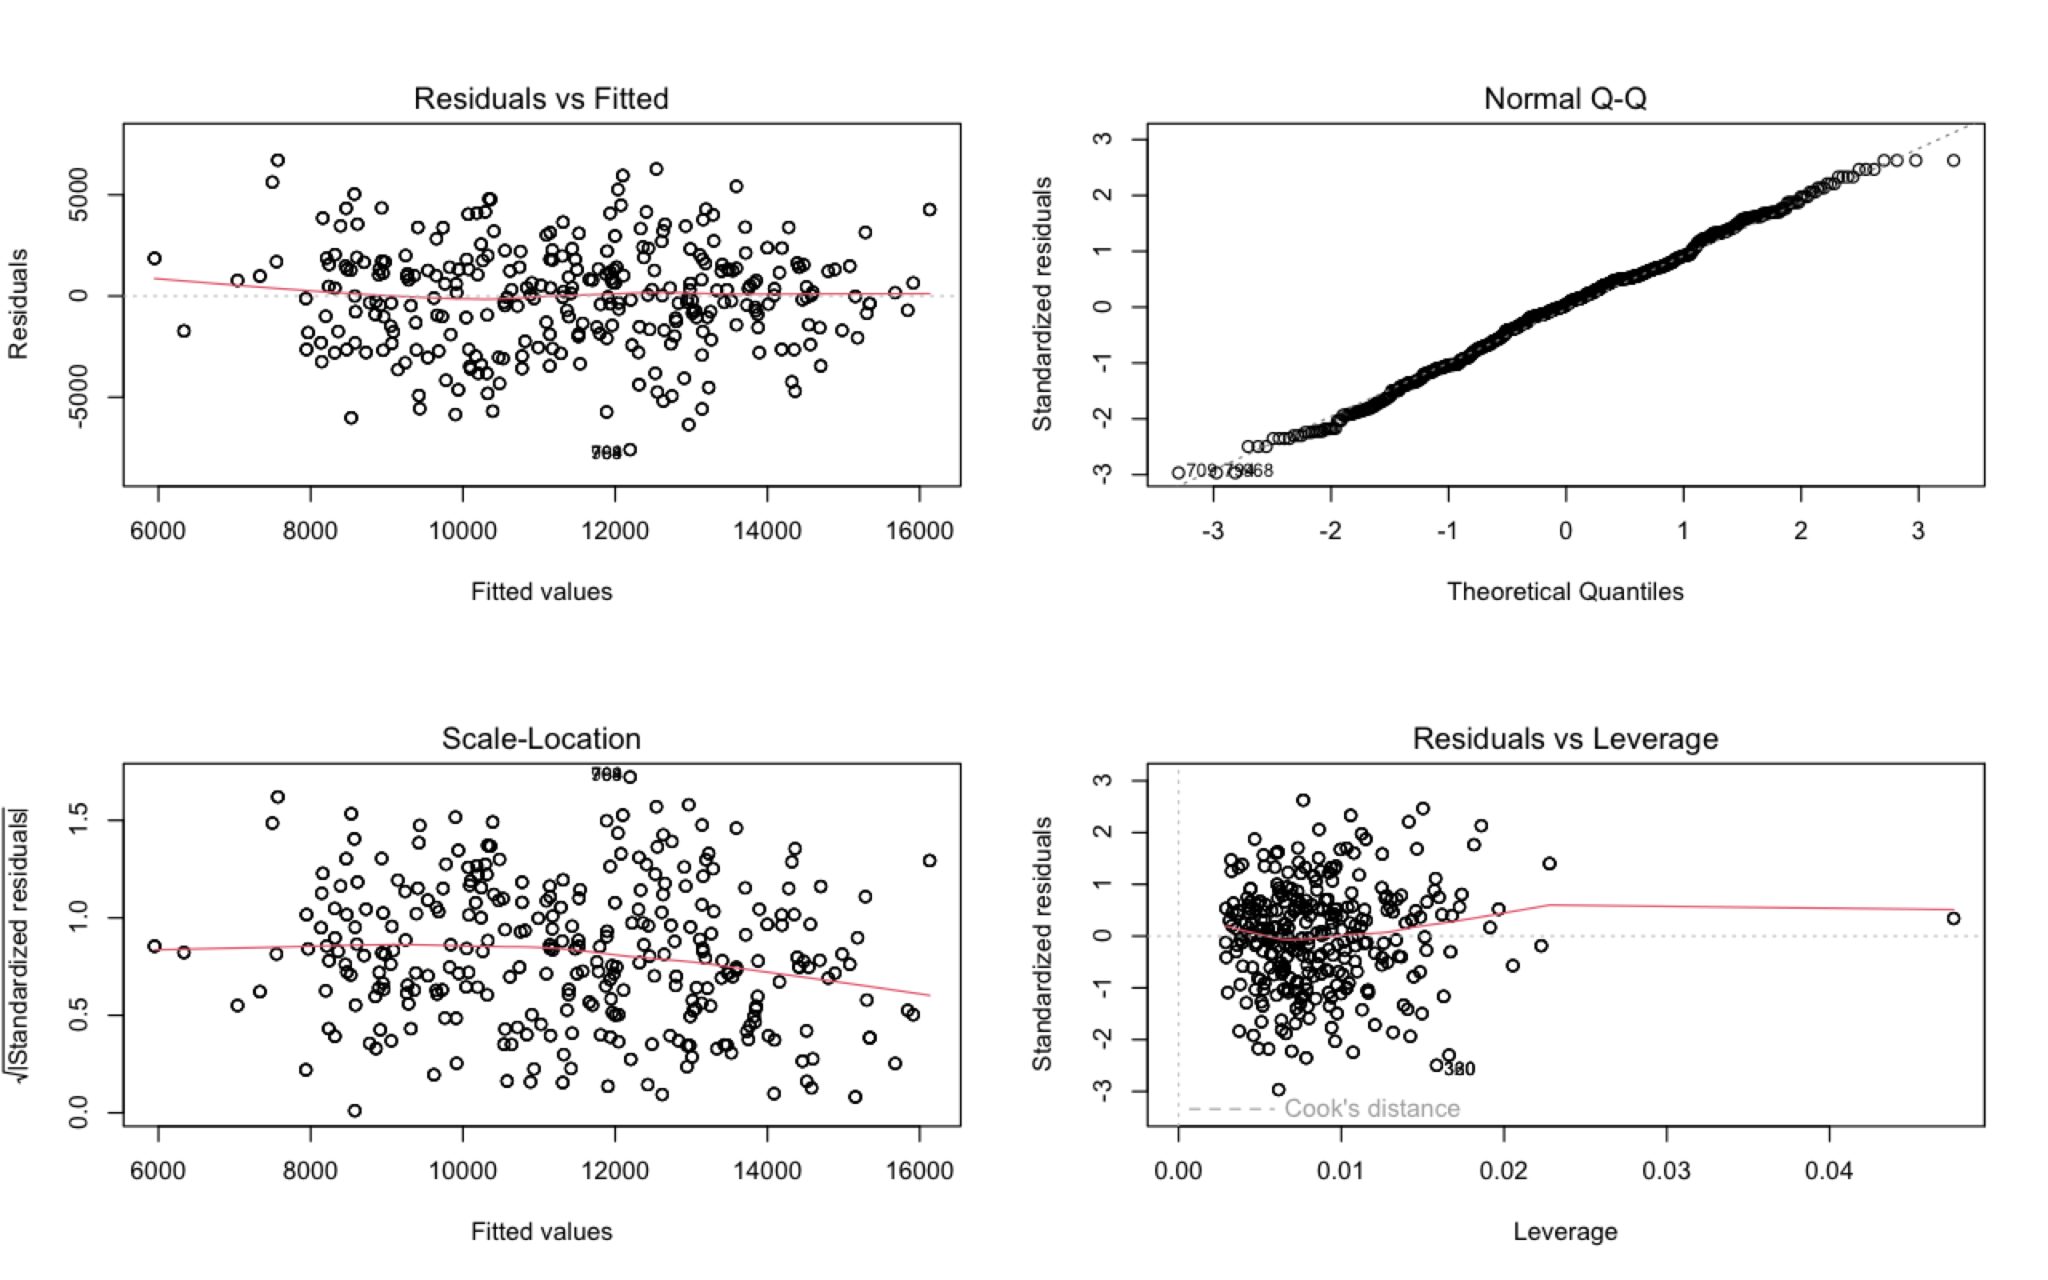 Residuals vs Fitted
Residuals
5000
0
-5000
6000 8000 10000 12000 14000 16000
Fitted values
Normal Q-Q
Standardized residuals
3
2
1
0
-1
-2
-3
709
-3 -2 -1 0 1 2 3
Theoretical Quantiles
Scale-Location
√|Standardized residuals|
1.5
1.0
0.5
0.0
6000 8000 10000 12000 14000 16000
Fitted values
Residuals vs Leverage
Standardized residuals
3
2
1
0
-1
-2
-3
Cook's distance
0.00 0.01 0.02 0.03 0.04
Leverage